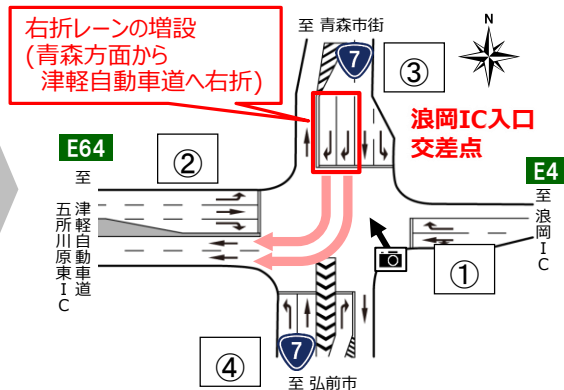 右折レーンの増設
(青森方面から
津軽自動車道へ右折)
至 青森市街
N
7
③
浪岡IC入口
交差点
E64
至 津軽自動車道
五所川原東IC
②
E4
至 浪岡IC
①
④
7
至 弘前市